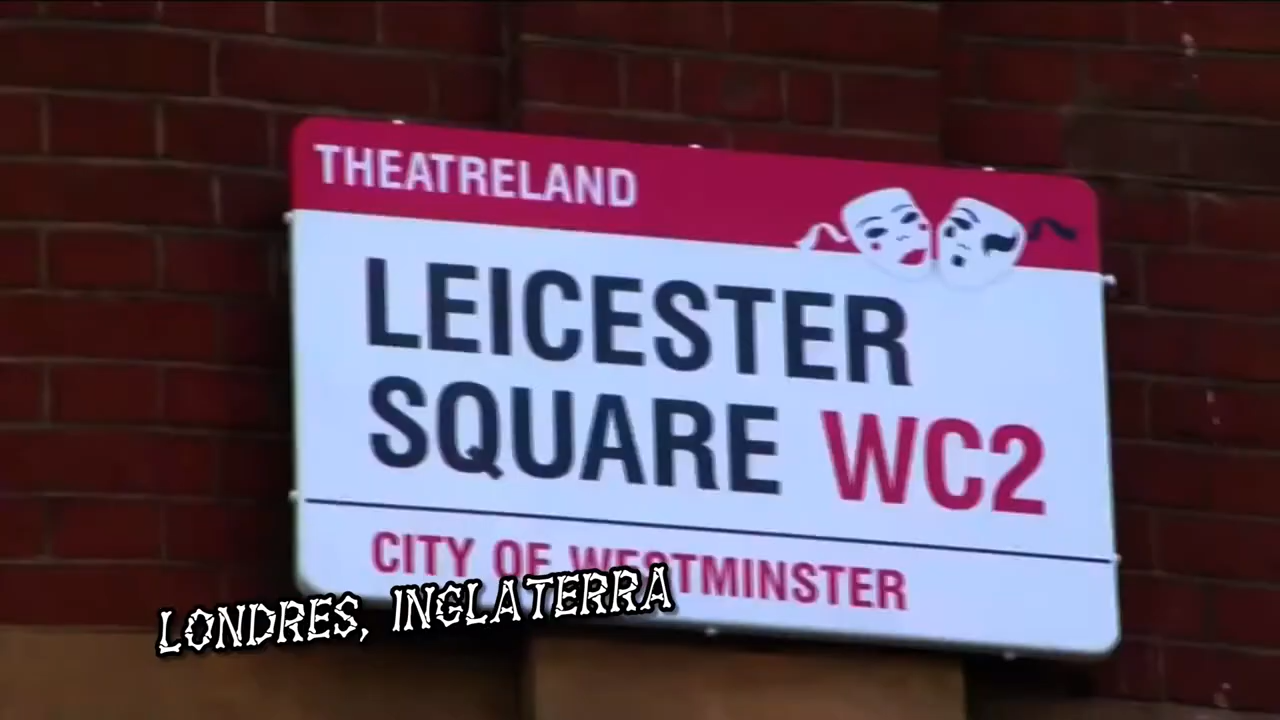 THEATRELAND
LEICESTER
SQUARE WC2
CITY OF WESTMINSTER
LONDRES, INGLATERRA